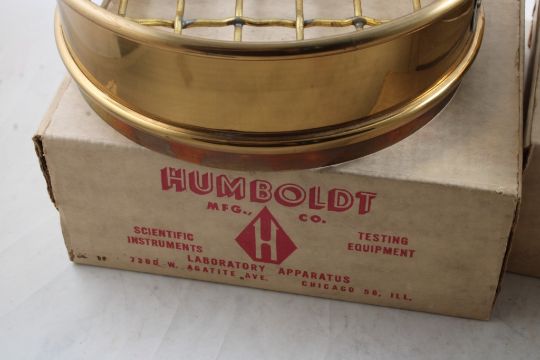 HUMBOLDT
MFG., CO.
H
SCIENTIFIC INSTRUMENTS
TESTING EQUIPMENT
LABORATORY APPARATUS
7300 W. AGATITE AVE. CHICAGO 56, ILL.